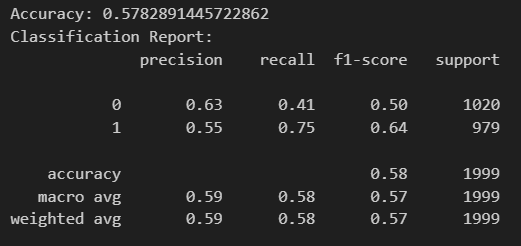 Accuracy: 0.5782891445722862
Classification Report:
precision recall f1-score support
0 0.63 0.41 0.50 1020
1 0.55 0.75 0.64 979
accuracy 0.58 1999
macro avg 0.59 0.58 0.57 1999
weighted avg 0.59 0.58 0.57 1999